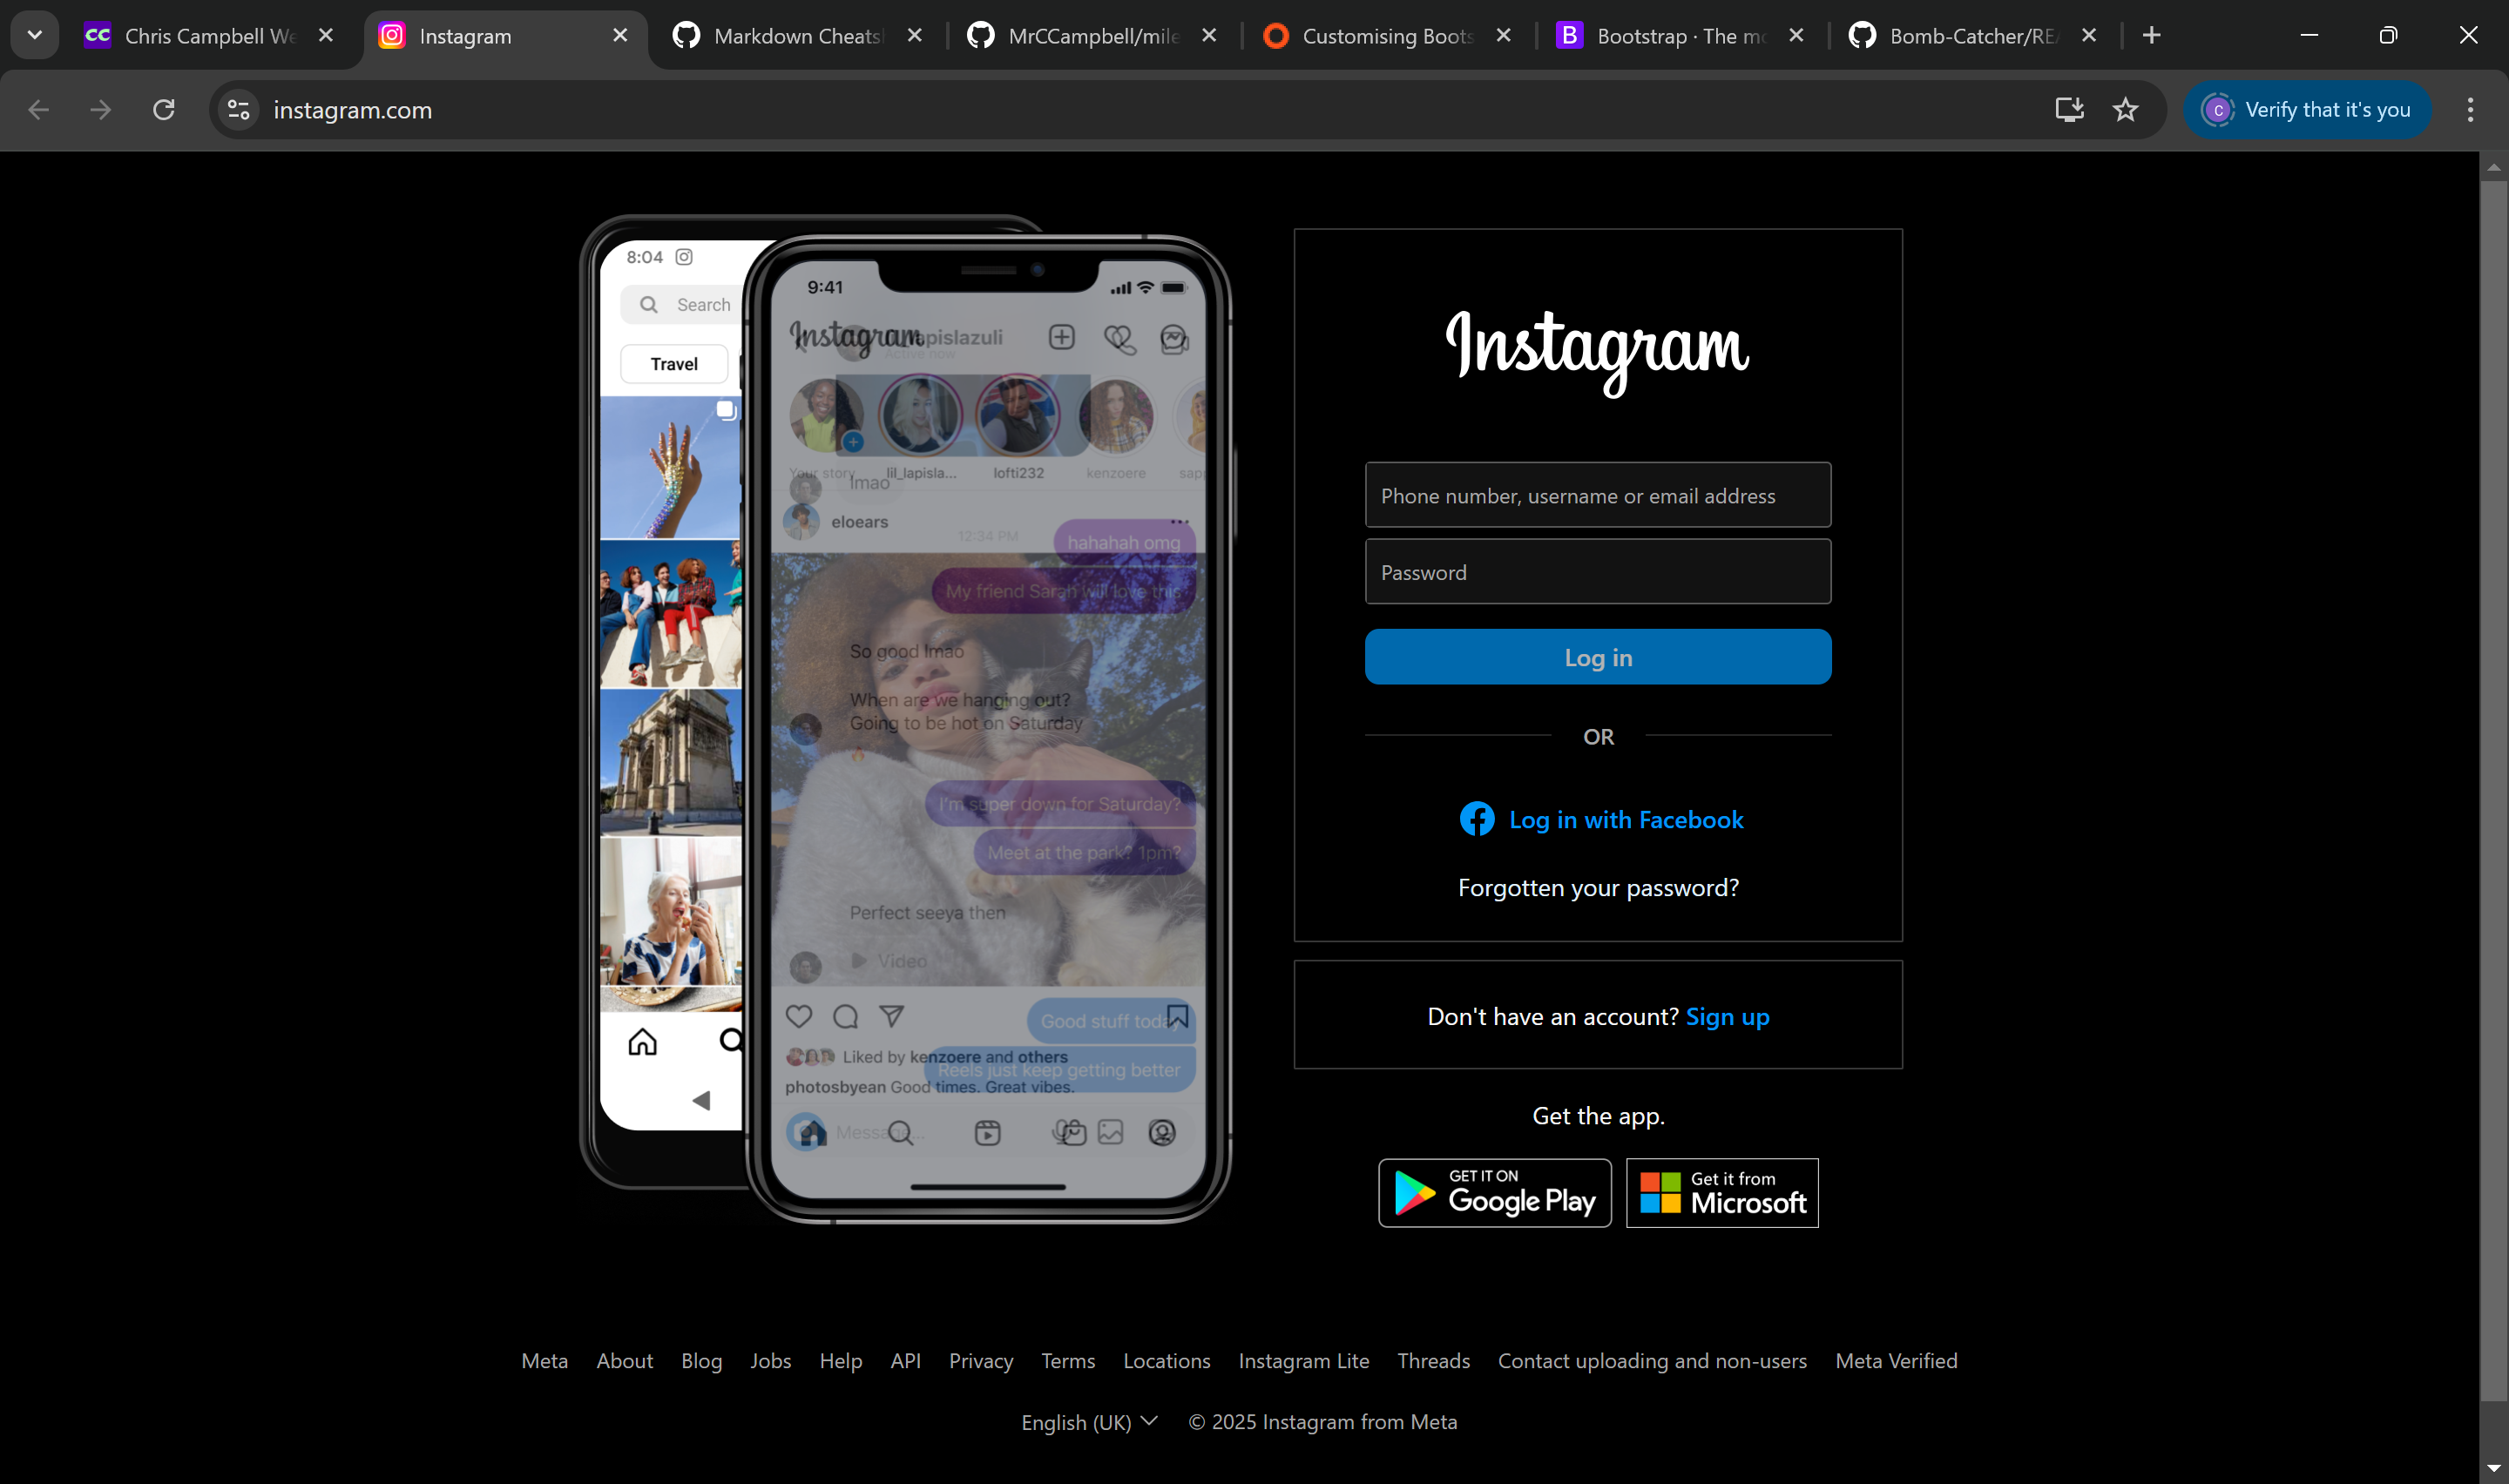 Chris Campbell We
Instagram
Markdown Cheats
MrCCampbell/mile
Customising Boots
Bootstrap · The mo
Bomb-Catcher/REA
instagram.com
C
Verify that it's you
8:04
Search
Travel
9:41
Instagram
lapislazuli
Active now
Your story
lil_lapisla...
lofti232
kenzoere
sapp
lmao
eloears
12:34 PM
hahahah omg
My friend Sarah will love this
So good lmao
When are we hanging out?
Going to be hot on Saturday
I'm super down for Saturday?
Meet at the park? 1pm?
Perfect seeya then
Video
Good stuff today
Liked by kenzoere and others
Reels just keep getting better
photosbyean Good times. Great vibes.
Message...
Instagram
Phone number, username or email address
Password
Log in
OR
Log in with Facebook
Forgotten your password?
Don't have an account? Sign up
Get the app.
GET IT ON
Google Play
Get it from
Microsoft
Meta About Blog Jobs Help API Privacy Terms Locations Instagram Lite Threads Contact uploading and non-users Meta Verified
English (UK) © 2025 Instagram from Meta